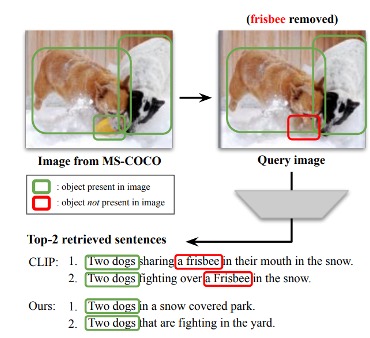 (frisbee removed)
Image from MS-COCO
Query image
: object present in image
: object not present in image
Top-2 retrieved sentences
CLIP: 1. Two dogs sharing a frisbee in their mouth in the snow.
2. Two dogs fighting over a Frisbee in the snow.
Ours: 1. Two dogs in a snow covered park.
2. Two dogs that are fighting in the yard.